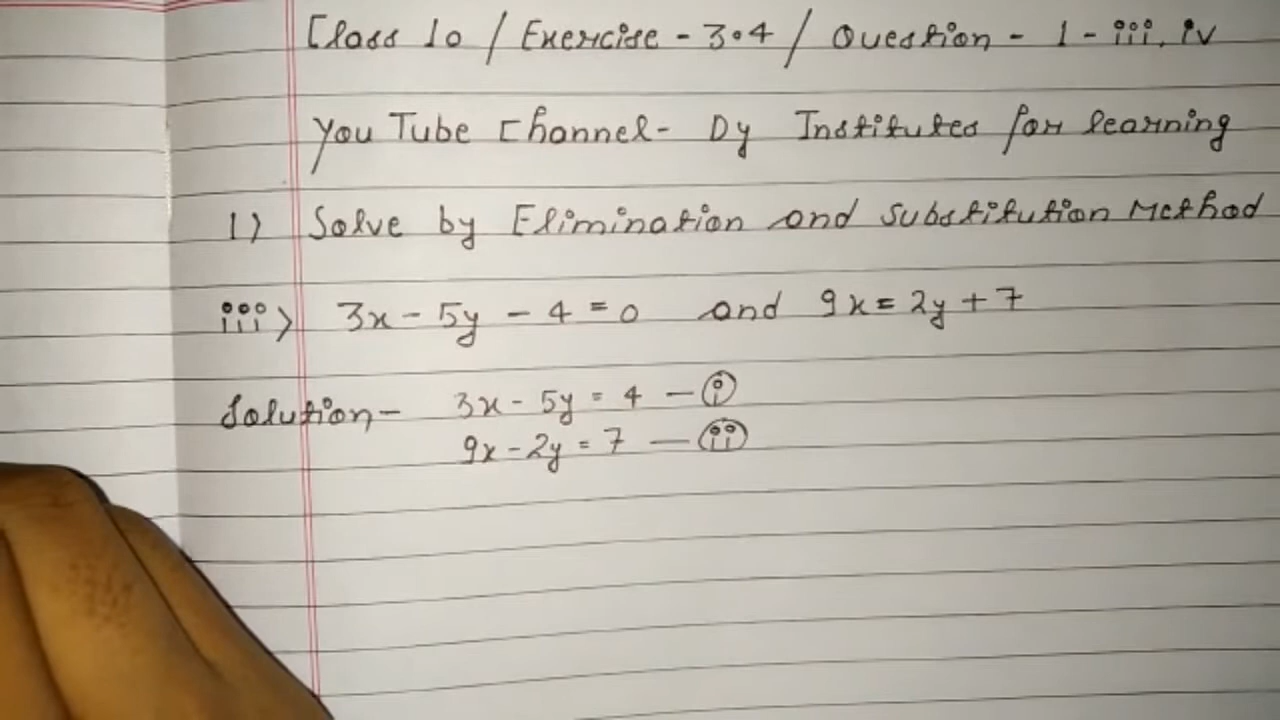 Class 10 / Exercise - 3.4 / Question - 1 - iii, iv
You Tube Channel - Dy Institutes for learning
1) Solve by Elimination and Substitution Method
iii) 3x - 5y - 4 = 0 and 9x = 2y + 7
Solution - 3x - 5y = 4 — (i)
9x - 2y = 7 — (ii)